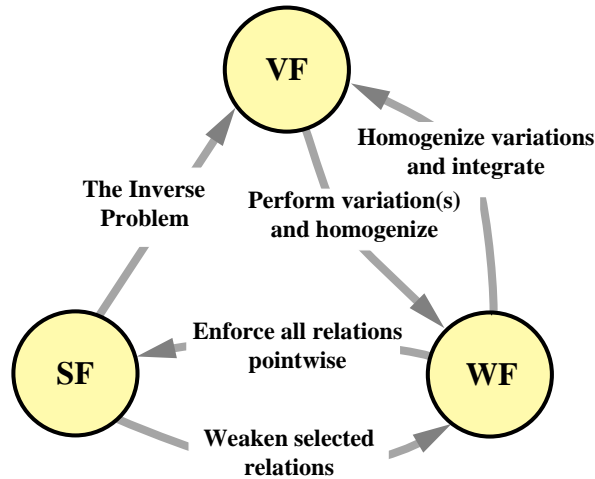 VF
Homogenize variations
and integrate
The Inverse
Problem
Perform variation(s)
and homogenize
Enforce all relations
pointwise
SF
WF
Weaken selected
relations